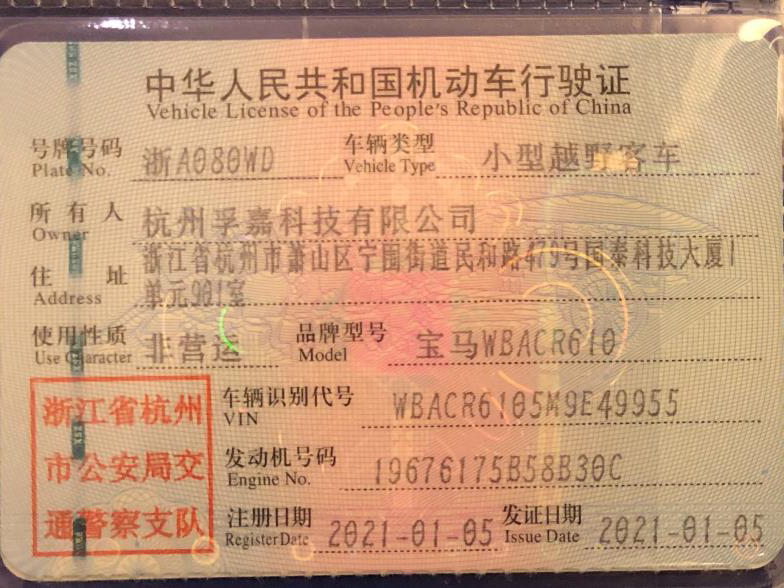 中华人民共和国机动车行驶证
Vehicle License of the People's Republic of China
号牌号码 浙A080WD 车辆类型 小型越野客车
Plate No. Vehicle Type
所有人 杭州孚嘉科技有限公司
Owner
住址 浙江省杭州市萧山区宁围街道民和路479号国泰科技大厦1
Address 单元901室
使用性质 非营运 品牌型号 宝马WBACR610
Use Character Model
浙江省杭州 车辆识别代号 WBACR6105M9E49955
VIN
市公安局交 发动机号码 19676175B58B30C
Engine No.
通警察支队 注册日期 2021-01-05 发证日期 2021-01-05
Register Date Issue Date